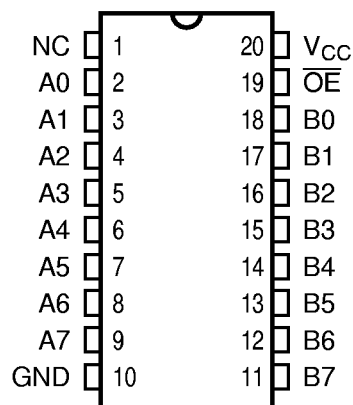 NC 1 20 VCC
A0 2 19 OE
A1 3 18 B0
A2 4 17 B1
A3 5 16 B2
A4 6 15 B3
A5 7 14 B4
A6 8 13 B5
A7 9 12 B6
GND 10 11 B7